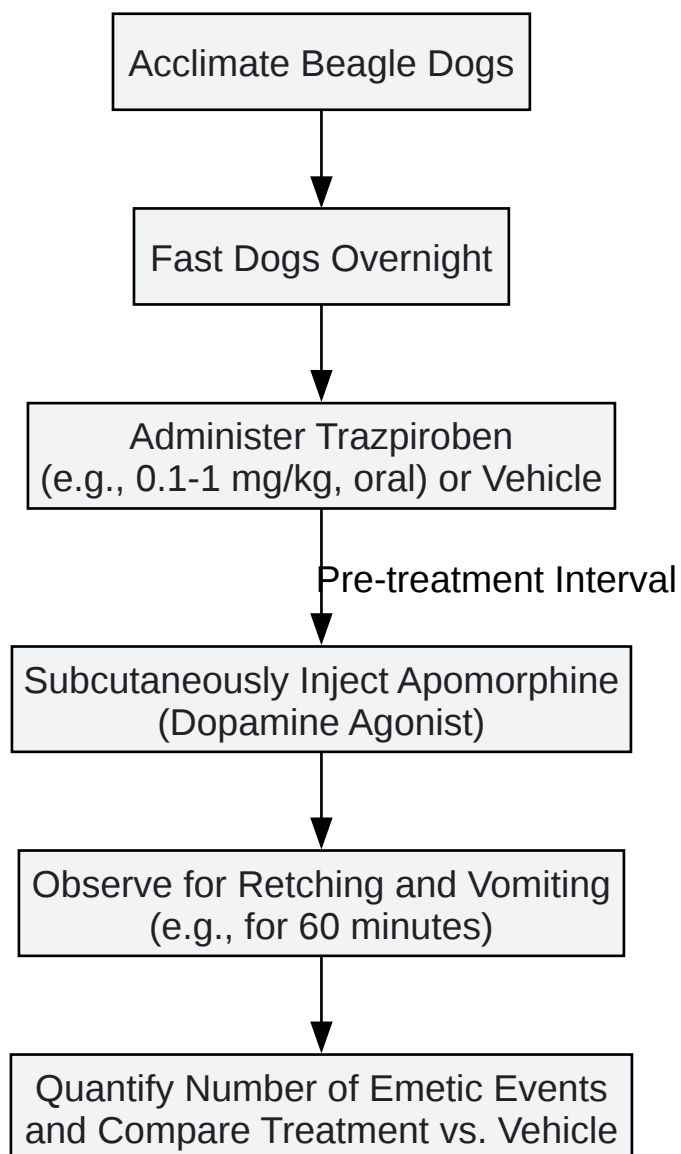 Acclimate Beagle Dogs
Fast Dogs Overnight
Administer Trazpiroben
(e.g., 0.1-1 mg/kg, oral) or Vehicle
Pre-treatment Interval
Subcutaneously Inject Apomorphine
(Dopamine Agonist)
Observe for Retching and Vomiting
(e.g., for 60 minutes)
Quantify Number of Emetic Events
and Compare Treatment vs. Vehicle